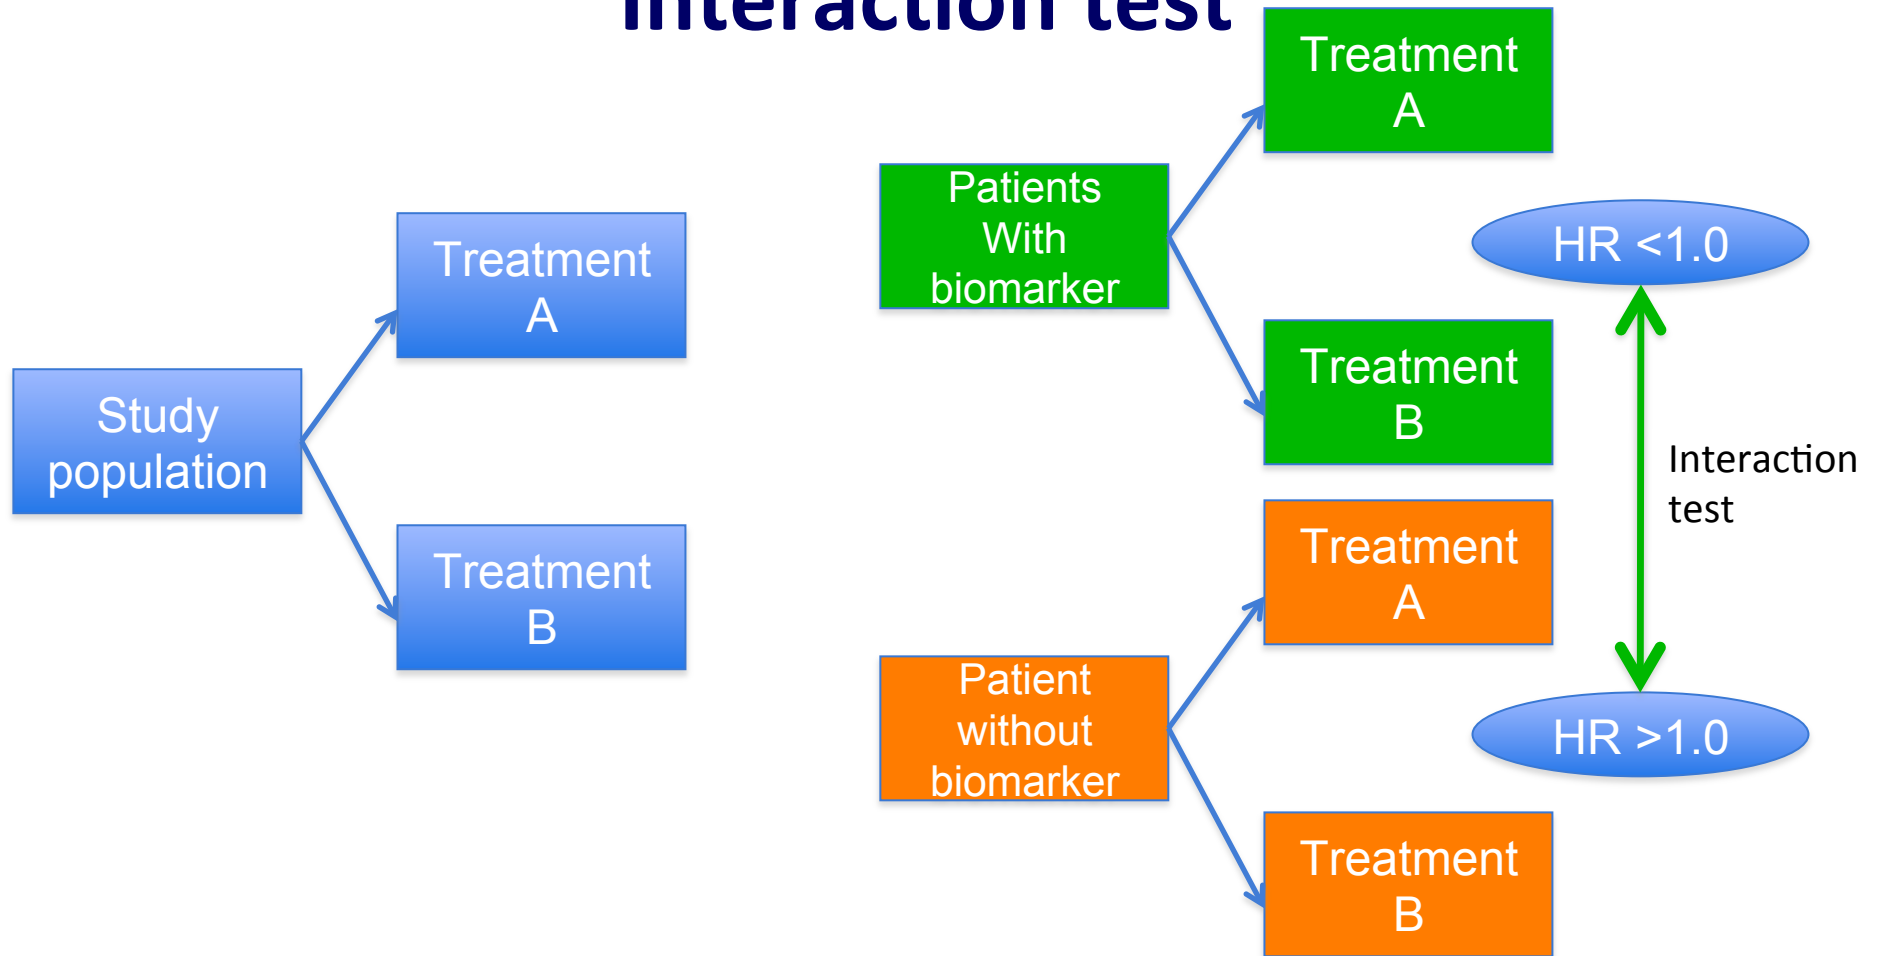 Interaction test
Study
population
Treatment
A
Treatment
B
Patients
With
biomarker
Treatment
A
Treatment
B
HR <1.0
Interaction
test
Patient
without
biomarker
Treatment
A
Treatment
B
HR >1.0